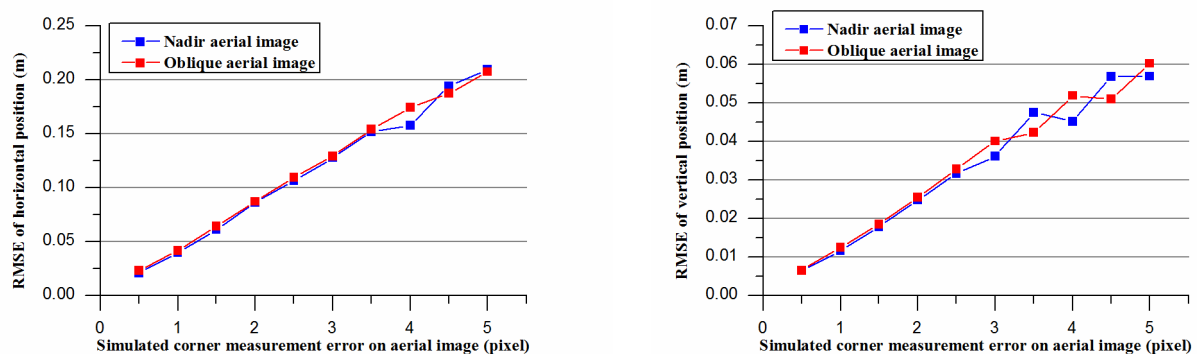 0.25
0.20
0.15
0.10
0.05
0.00
RMSE of horizontal position (m)
Nadir aerial image
Oblique aerial image
0 1 2 3 4 5
Simulated corner measurement error on aerial image (pixel)
0.07
0.06
0.05
0.04
0.03
0.02
0.01
0.00
RMSE of vertical position (m)
Nadir aerial image
Oblique aerial image
0 1 2 3 4 5
Simulated corner measurement error on aerial image (pixel)